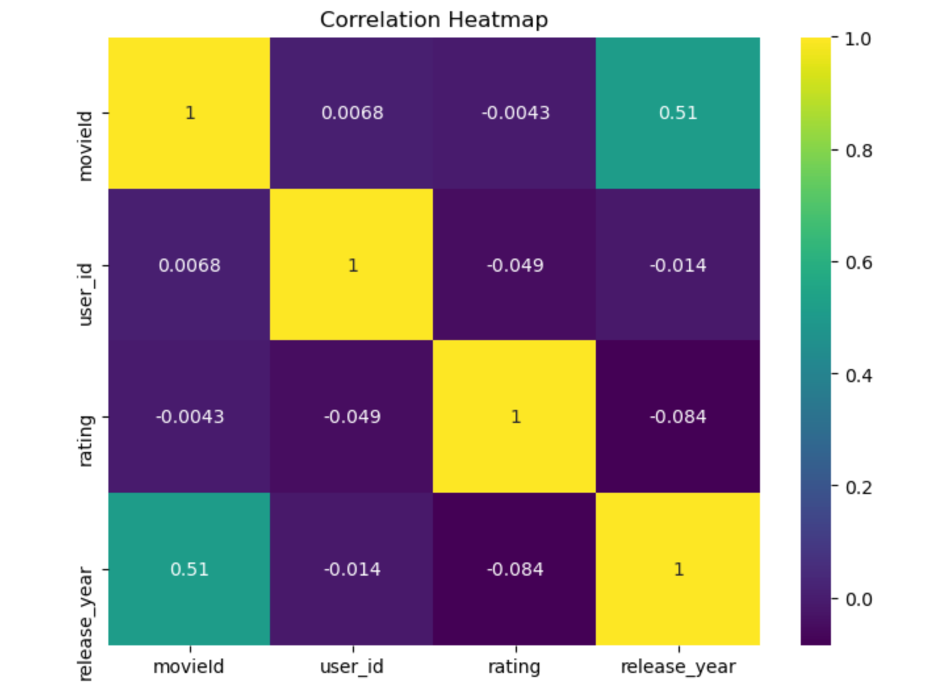 Correlation Heatmap
movieId 1 0.0068 -0.0043 0.51
user_id 0.0068 1 -0.049 -0.014
rating -0.0043 -0.049 1 -0.084
release_year 0.51 -0.014 -0.084 1
movieId user_id rating release_year
1.0
0.8
0.6
0.4
0.2
0.0